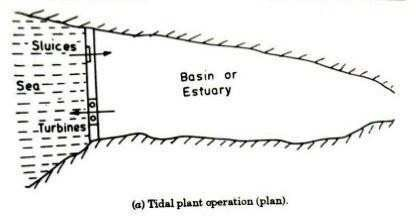 Sluices
Sea
Basin or
Estuary
Turbines
(a) Tidal plant operation (plan).